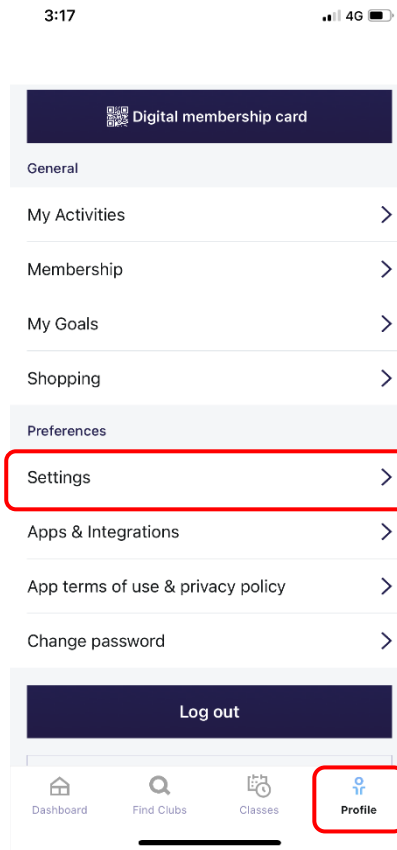 3:17 4G
Digital membership card
General
My Activities
Membership
My Goals
Shopping
Preferences
Settings
Apps & Integrations
App terms of use & privacy policy
Change password
Log out
Dashboard Find Clubs Classes Profile